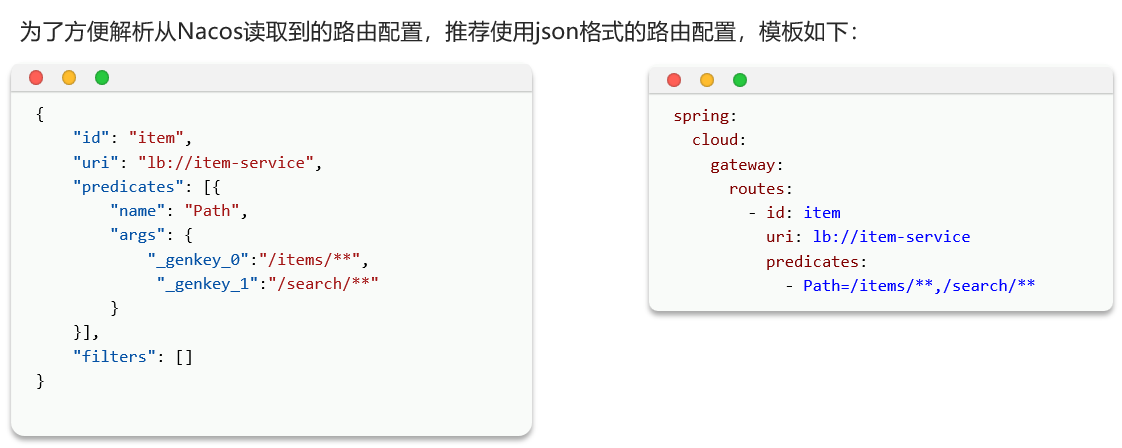 为了方便解析从Nacos读取到的路由配置，推荐使用json格式的路由配置，模板如下：
{
    "id": "item",
    "uri": "lb://item-service",
    "predicates": [{
        "name": "Path",
        "args": {
            "_genkey_0":"/items/**",
             "_genkey_1":"/search/**"
        }
    }],
    "filters": []
}
spring:
  cloud:
    gateway:
      routes:
        - id: item
          uri: lb://item-service
          predicates:
            - Path=/items/**,/search/**